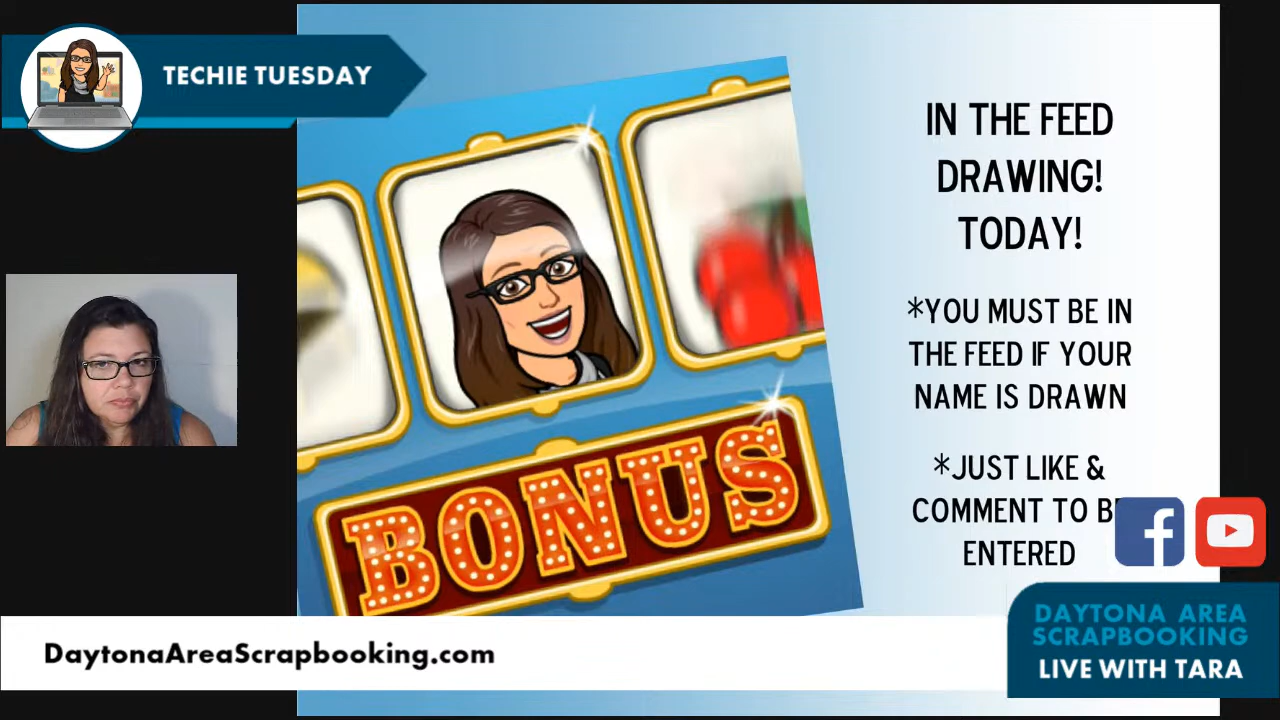 TECHIE TUESDAY
IN THE FEED
DRAWING!
TODAY!
*YOU MUST BE IN
THE FEED IF YOUR
NAME IS DRAWN
*JUST LIKE &
COMMENT TO BE
ENTERED
BONUS
DaytonaAreaScrapbooking.com
DAYTONA AREA
SCRAPBOOKING
LIVE WITH TARA